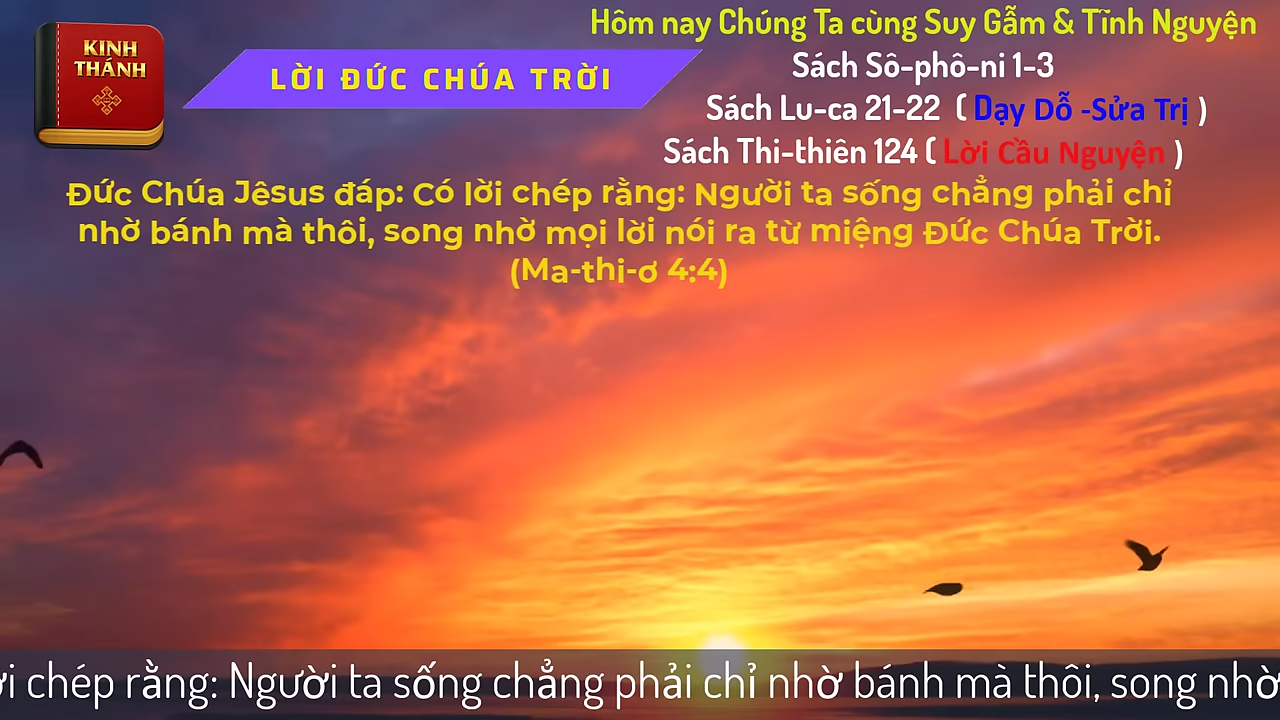 KINH
THÁNH
LỜI ĐỨC CHÚA TRỜI
Hôm nay Chúng Ta cùng Suy Gẫm & Tĩnh Nguyện
Sách Sô-phô-ni 1-3
Sách Lu-ca 21-22 ( Dạy Dỗ -Sửa Trị )
Sách Thi-thiên 124 ( Lời Cầu Nguyện )
Đức Chúa Jêsus đáp: Có lời chép rằng: Người ta sống chẳng phải chỉ
nhờ bánh mà thôi, song nhờ mọi lời nói ra từ miệng Đức Chúa Trời.
(Ma-thi-ơ 4:4)
ời chép rằng: Người ta sống chẳng phải chỉ nhờ bánh mà thôi, song nhờ